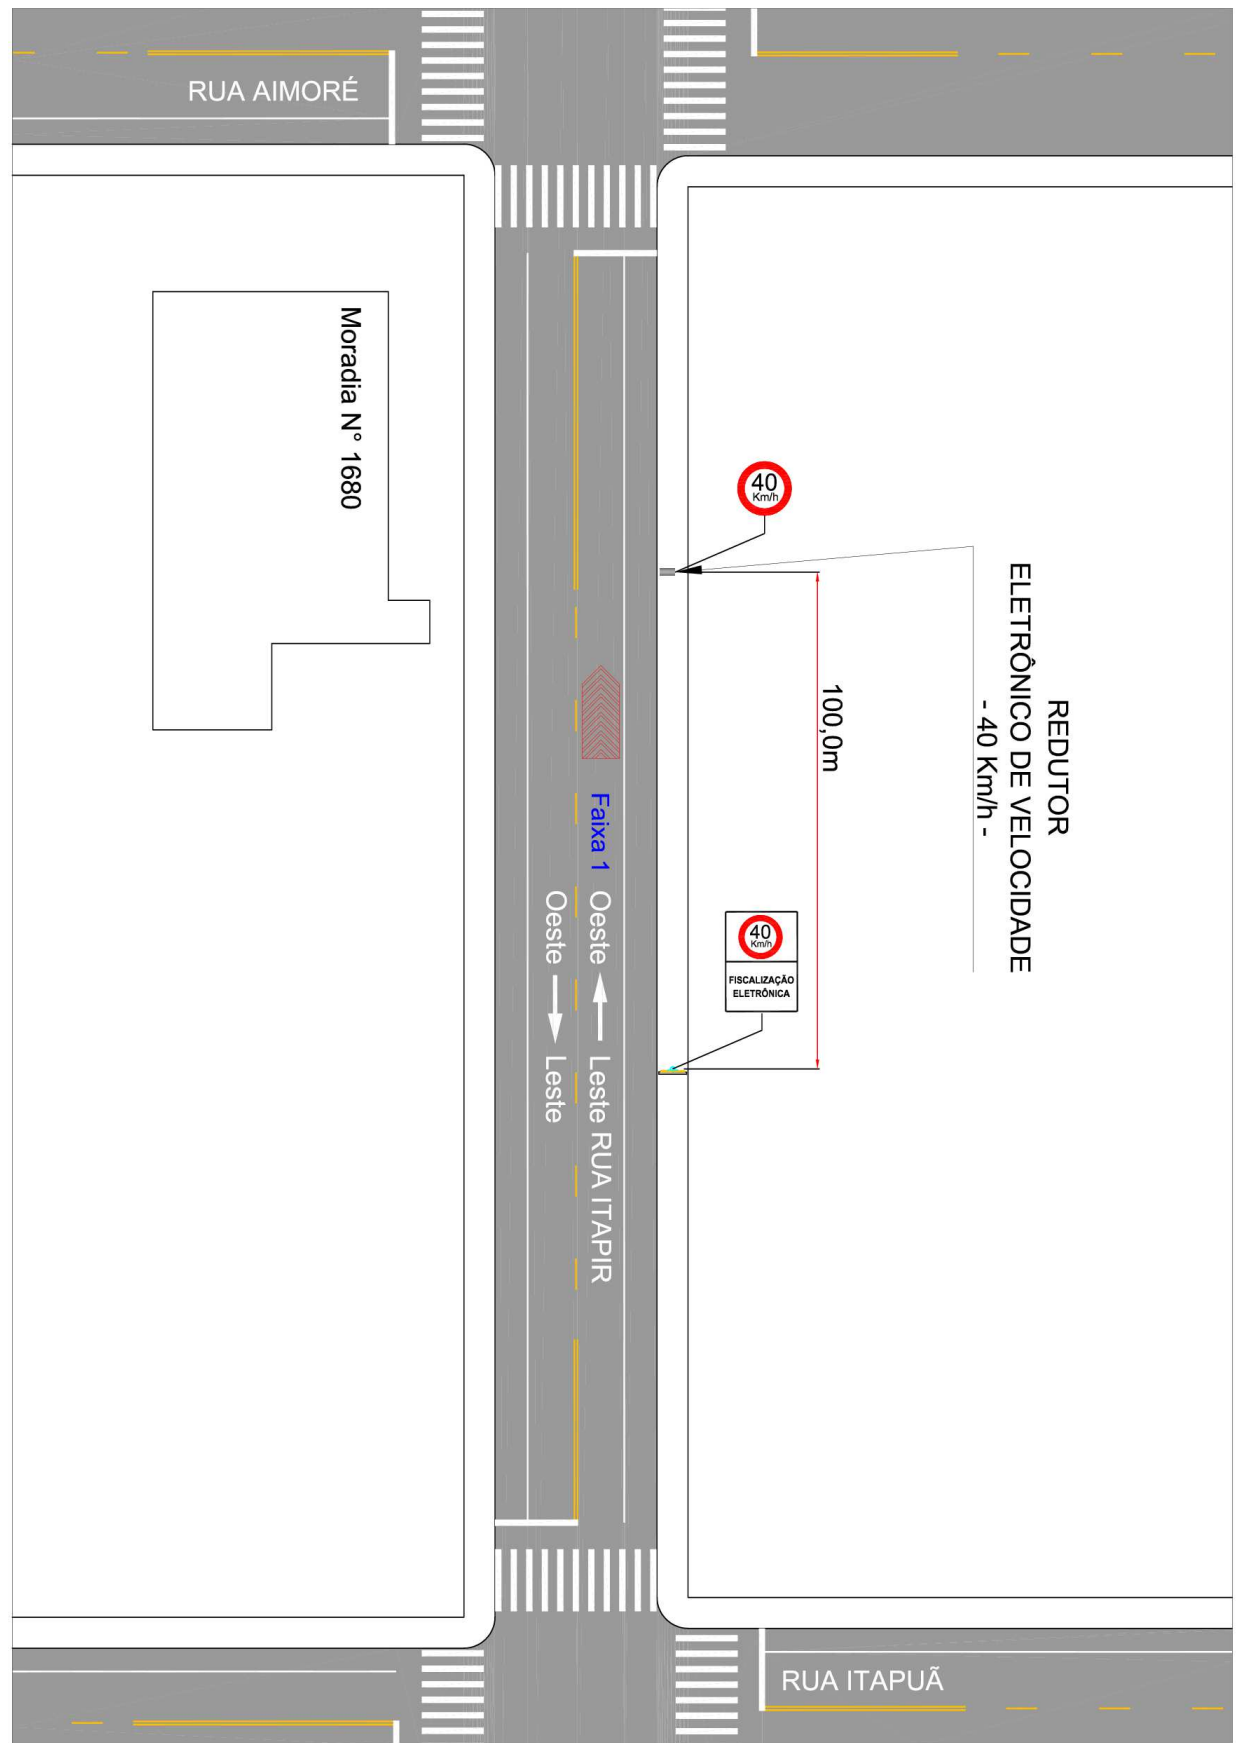 RUA AIMORÉ
Moradia N° 1680
40
Km/h
REDUTOR
ELETRÔNICO DE VELOCIDADE
- 40 Km/h -
100,0m
Faixa 1
40
Km/h
FISCALIZAÇÃO
ELETRÔNICA
Oeste Leste RUA ITAPIR
Oeste Leste
RUA ITAPUÃ